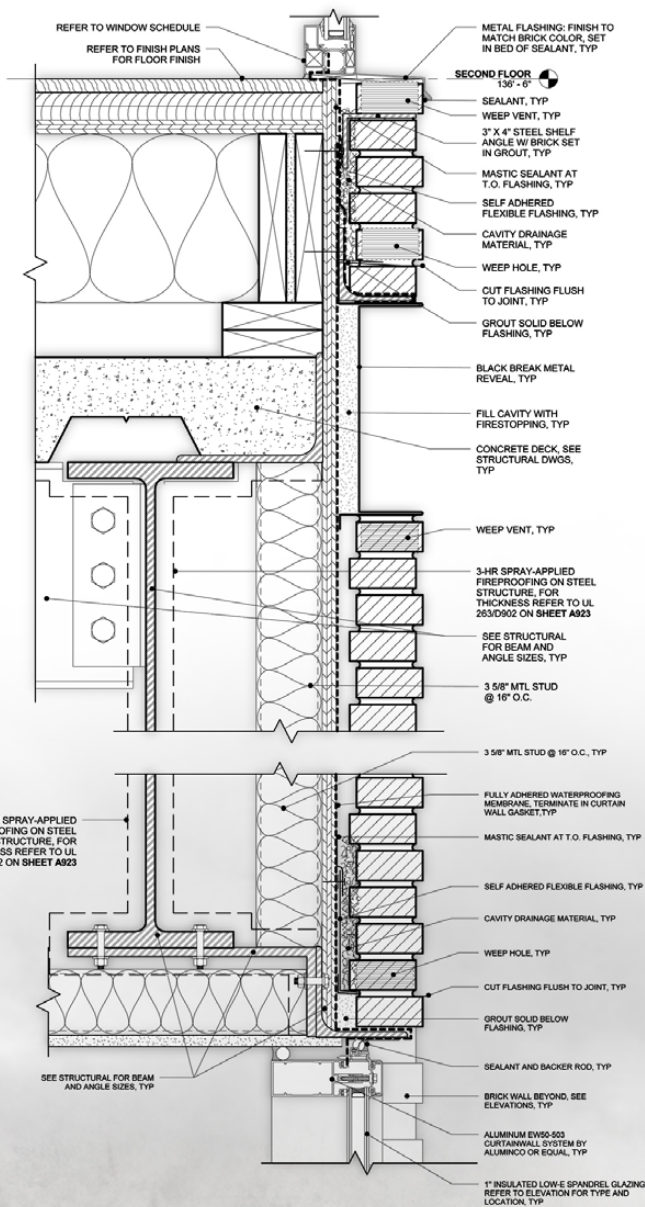 REFER TO WINDOW SCHEDULE
REFER TO FINISH PLANS
FOR FLOOR FINISH
METAL FLASHING: FINISH TO
MATCH BRICK COLOR, SET
IN BED OF SEALANT, TYP
SECOND FLOOR
136' - 6"
SEALANT, TYP
WEEP VENT, TYP
3" X 4" STEEL SHELF
ANGLE W/ BRICK SET
IN GROUT, TYP
MASTIC SEALANT AT
T.O. FLASHING, TYP
SELF ADHERED
FLEXIBLE FLASHING, TYP
CAVITY DRAINAGE
MATERIAL, TYP
WEEP HOLE, TYP
CUT FLASHING FLUSH
TO JOINT, TYP
GROUT SOLID BELOW
FLASHING, TYP
BLACK BREAK METAL
REVEAL, TYP
FILL CAVITY WITH
FIRESTOPPING, TYP
CONCRETE DECK, SEE
STRUCTURAL DWGS,
TYP
WEEP VENT, TYP
3-HR SPRAY-APPLIED
FIREPROOFING ON STEEL
STRUCTURE, FOR
THICKNESS REFER TO UL
263/D902 ON SHEET A923
SEE STRUCTURAL
FOR BEAM AND
ANGLE SIZES, TYP
3 5/8" MTL STUD
@ 16" O.C.
3 5/8" MTL STUD @ 16" O.C., TYP
FULLY ADHERED WATERPROOFING
MEMBRANE, TERMINATE IN CURTAIN
WALL GASKET,TYP
SPRAY-APPLIED
OFING ON STEEL
STRUCTURE, FOR
SS REFER TO UL
2 ON SHEET A923
MASTIC SEALANT AT T.O. FLASHING, TYP
SELF ADHERED FLEXIBLE FLASHING, TYP
CAVITY DRAINAGE MATERIAL, TYP
WEEP HOLE, TYP
CUT FLASHING FLUSH TO JOINT, TYP
GROUT SOLID BELOW
FLASHING, TYP
SEALANT AND BACKER ROD, TYP
SEE STRUCTURAL FOR BEAM
AND ANGLE SIZES, TYP
BRICK WALL BEYOND, SEE
ELEVATIONS, TYP
ALUMINUM EW50-503
CURTAINWALL SYSTEM BY
ALUMINCO OR EQUAL, TYP
1" INSULATED LOW-E SPANDREL GLAZING
REFER TO ELEVATION FOR TYPE AND
LOCATION, TYP